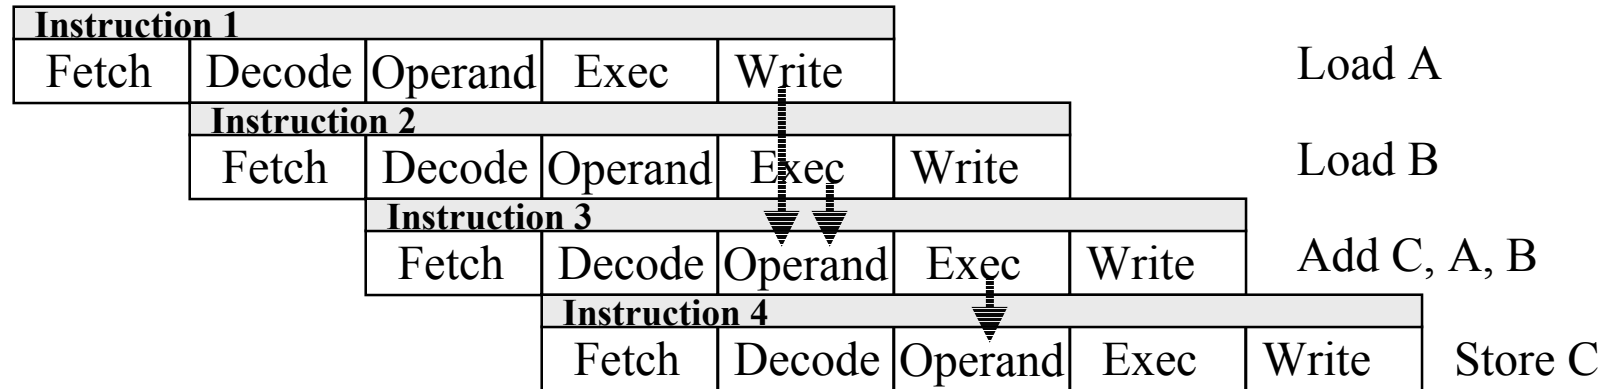 Instruction 1
Fetch Decode Operand Exec Write Load A
Instruction 2
Fetch Decode Operand Exec Write Load B
Instruction 3
Fetch Decode Operand Exec Write Add C, A, B
Instruction 4
Fetch Decode Operand Exec Write Store C